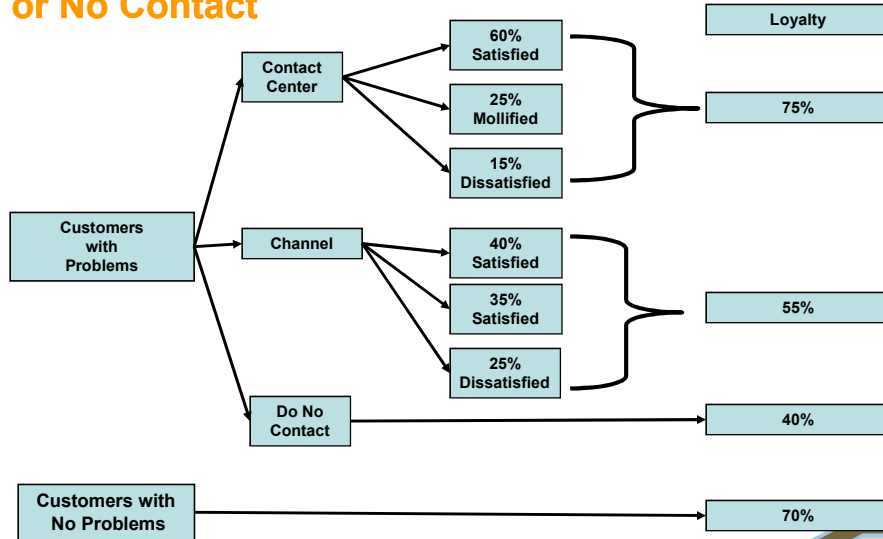 or No Contact
Loyalty
60%
Satisfied
Contact
Center
25%
Mollified
75%
15%
Dissatisfied
Customers
with
Problems
Channel
40%
Satisfied
35%
Satisfied
55%
25%
Dissatisfied
Do No
Contact
40%
Customers with
No Problems
70%